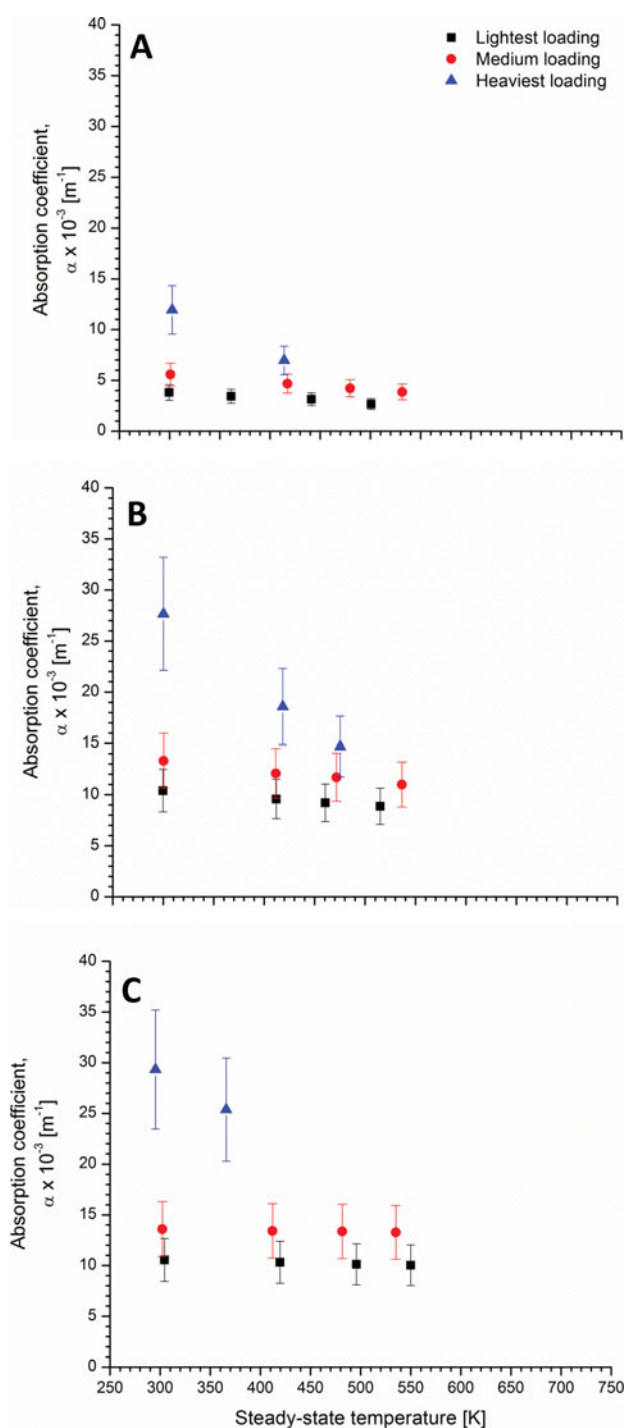 A
Lightest loading
Medium loading
Heaviest loading
Absorption coefficient,
α x 10⁻³ [m⁻¹]
40
35
30
25
20
15
10
5
0
B
Absorption coefficient,
α x 10⁻³ [m⁻¹]
40
35
30
25
20
15
10
5
0
C
Absorption coefficient,
α x 10⁻³ [m⁻¹]
40
35
30
25
20
15
10
5
0
250 300 350 400 450 500 550 600 650 700 750
Steady-state temperature [K]